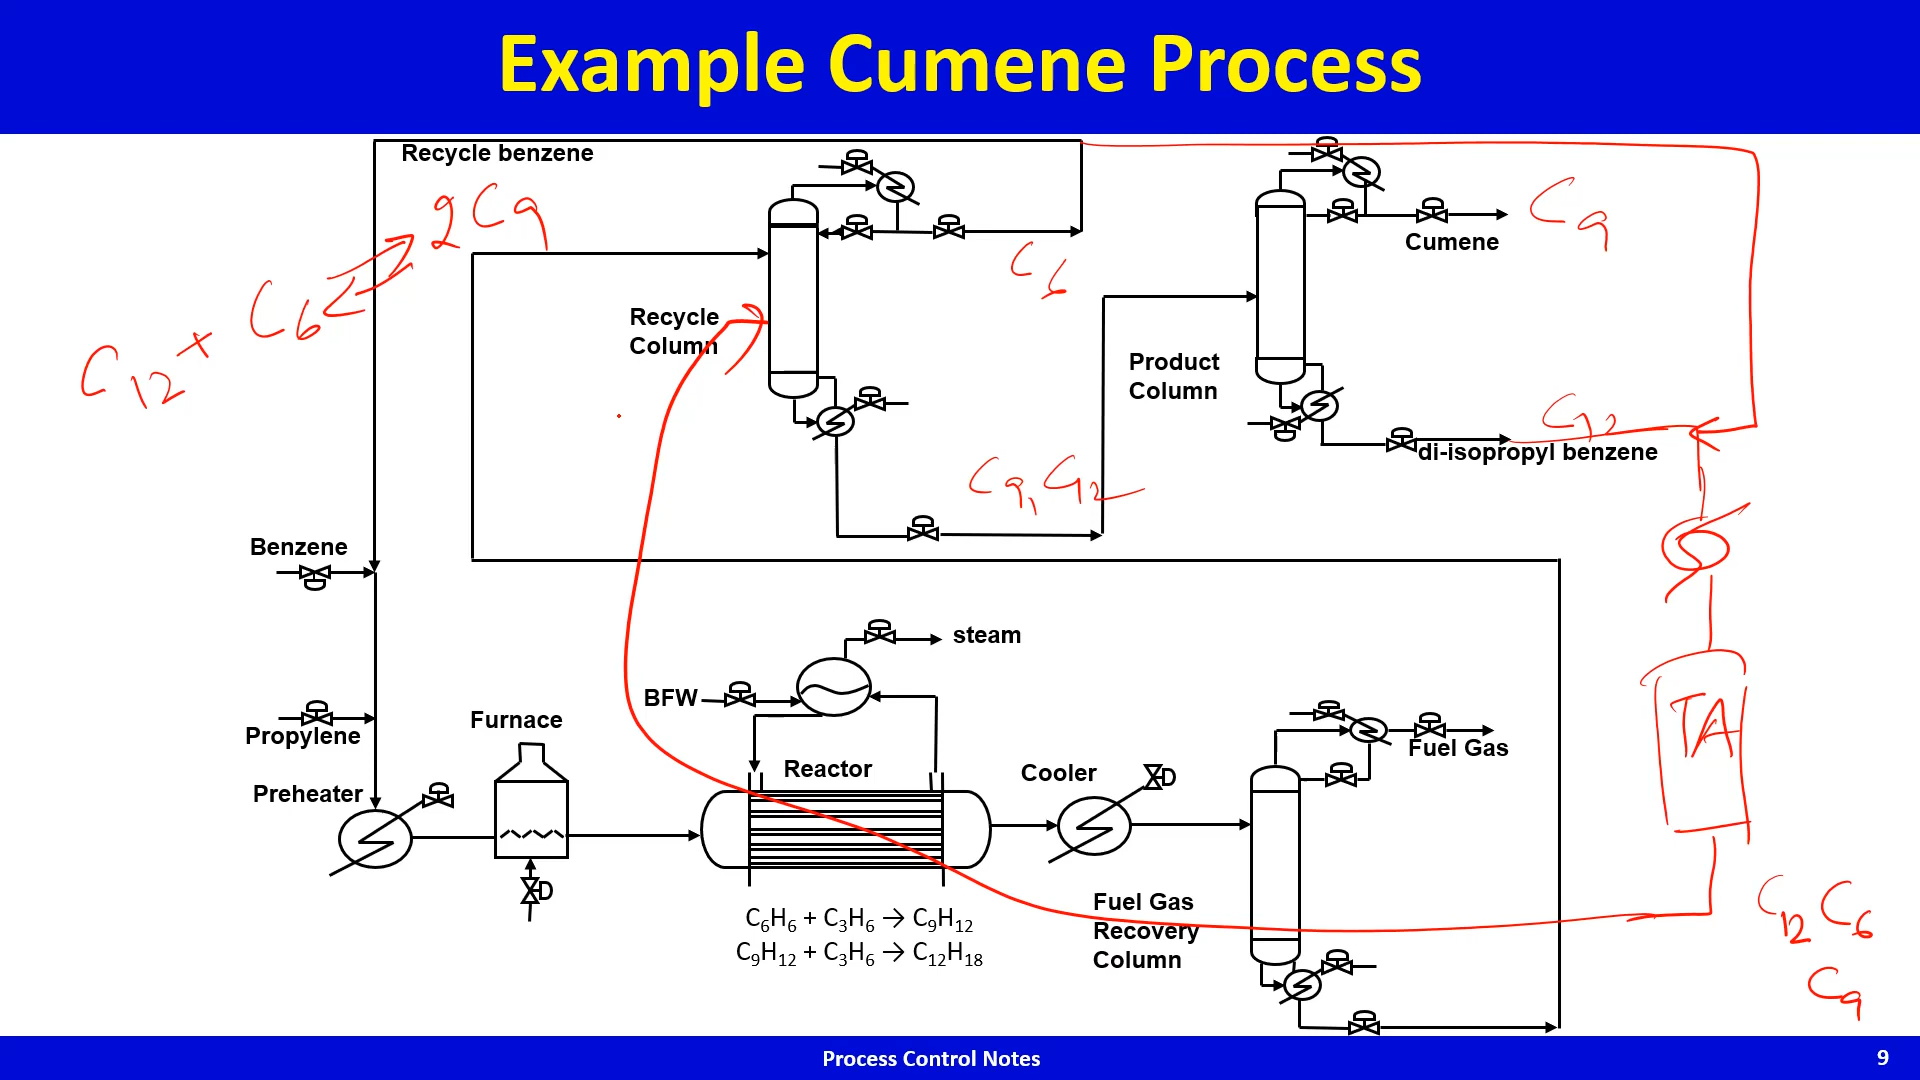 Example Cumene Process
Recycle benzene
2C9
C12 + C6
C6
Cumene
C9
Recycle
Column
Product
Column
C12
di-isopropyl benzene
C9, C12
Benzene
steam
BFW
Propylene
Furnace
TA
Fuel Gas
Preheater
Reactor
Cooler
C₆H₆ + C₃H₆ → C₉H₁₂
C₉H₁₂ + C₃H₆ → C₁₂H₁₈
Fuel Gas
Recovery
Column
C12 C6
C9
Process Control Notes
9